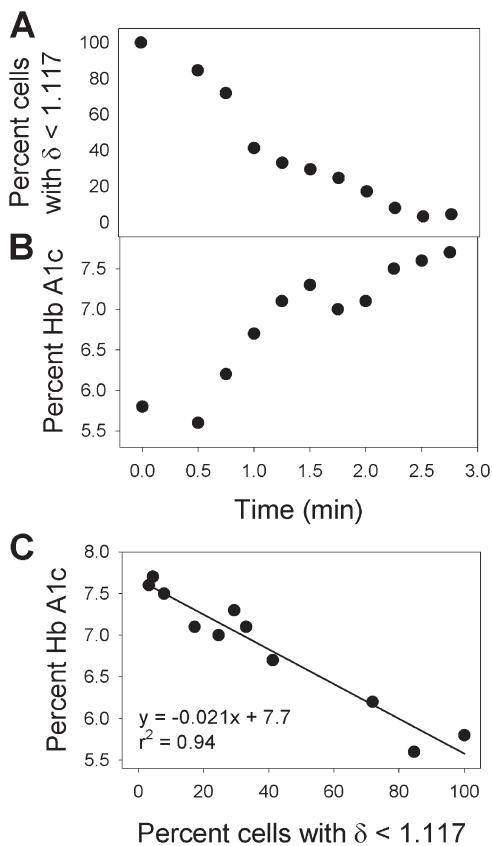 A
Percent cells
with δ < 1.117
100
80
60
40
20
0
B
Percent Hb A1c
7.5
7.0
6.5
6.0
5.5
0.0 0.5 1.0 1.5 2.0 2.5 3.0
Time (min)
C
Percent Hb A1c
8.0
7.5
7.0
6.5
6.0
5.5
y = -0.021x + 7.7
r² = 0.94
0 20 40 60 80 100
Percent cells with δ < 1.117